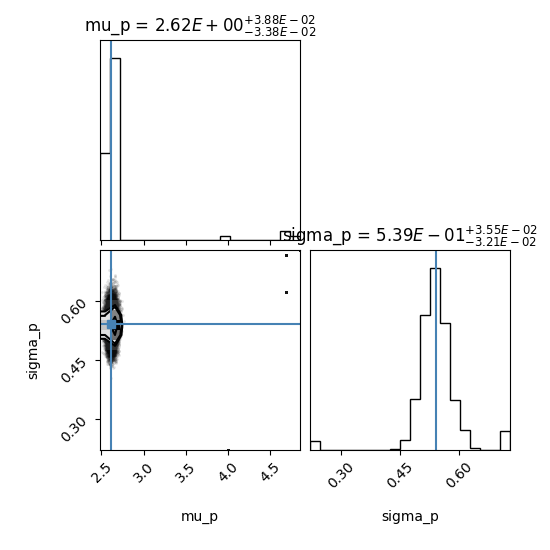 mu_p = 2.62E+00+3.88E−02−3.38E−02
sigma_p = 5.39E−01+3.55E−02−3.21E−02
0.60
0.45
0.30
sigma_p
2.5 3.0 3.5 4.0 4.5
0.30 0.45 0.60
mu_p
sigma_p